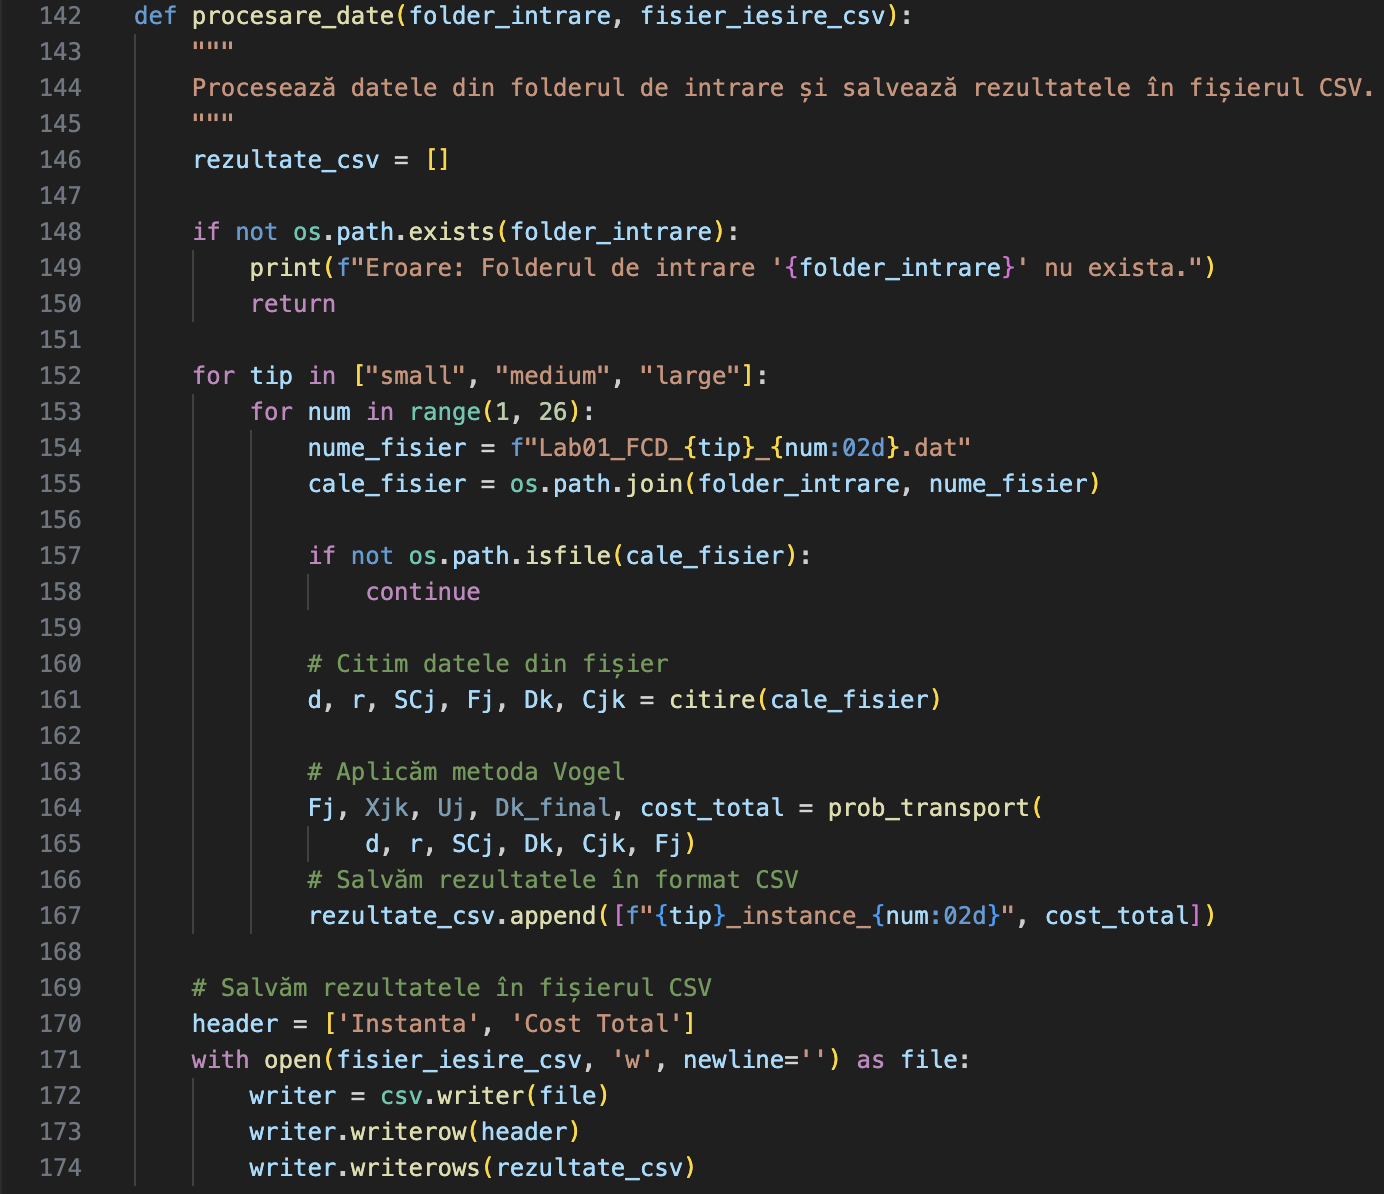 142 def procesare_date(folder_intrare, fisier_iesire_csv):
143     """
144     Procesează datele din folderul de intrare și salvează rezultatele în fișierul CSV.
145     """
146     rezultate_csv = []
147
148     if not os.path.exists(folder_intrare):
149         print(f"Eroare: Folderul de intrare '{folder_intrare}' nu exista.")
150         return
151
152     for tip in ["small", "medium", "large"]:
153         for num in range(1, 26):
154             nume_fisier = f"Lab01_FCD_{tip}_{num:02d}.dat"
155             cale_fisier = os.path.join(folder_intrare, nume_fisier)
156
157             if not os.path.isfile(cale_fisier):
158                 continue
159
160             # Citim datele din fișier
161             d, r, SCj, Fj, Dk, Cjk = citire(cale_fisier)
162
163             # Aplicăm metoda Vogel
164             Fj, Xjk, Uj, Dk_final, cost_total = prob_transport(
165                 d, r, SCj, Dk, Cjk, Fj)
166             # Salvăm rezultatele în format CSV
167             rezultate_csv.append([f"{tip}_instance_{num:02d}", cost_total])
168
169     # Salvăm rezultatele în fișierul CSV
170     header = ['Instanta', 'Cost Total']
171     with open(fisier_iesire_csv, 'w', newline='') as file:
172         writer = csv.writer(file)
173         writer.writerow(header)
174         writer.writerows(rezultate_csv)